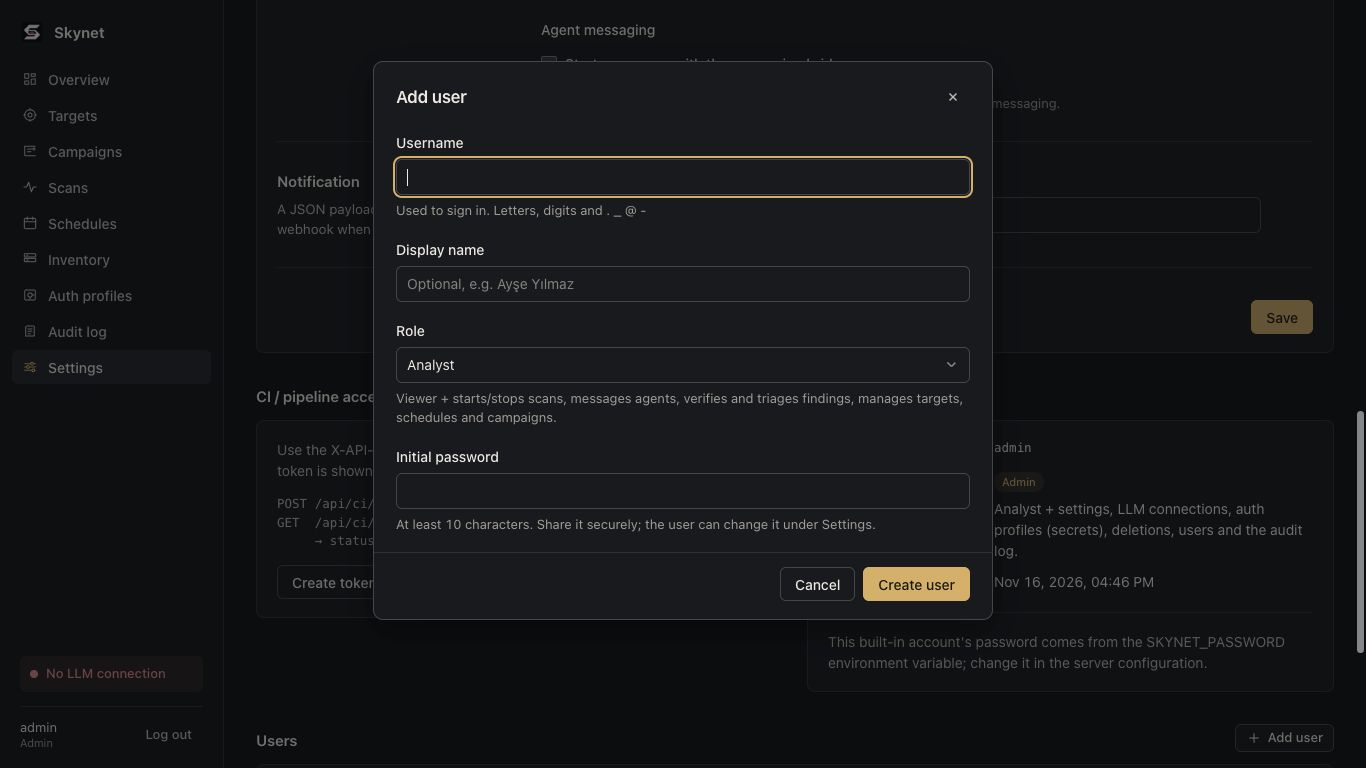 Skynet
Overview
Targets
Campaigns
Scans
Schedules
Inventory
Auth profiles
Audit log
Settings
No LLM connection
admin
Admin
Log out
Agent messaging
messaging.
Notification
A JSON payload
webhook when
Save
CI / pipeline acce
Use the X-API-
token is shown
POST /api/ci/
GET /api/ci/
→ status
Create token
Add user
×
Username
Used to sign in. Letters, digits and . _ @ -
Display name
Optional, e.g. Ayşe Yılmaz
Role
Analyst
Viewer + starts/stops scans, messages agents, verifies and triages findings, manages targets,
schedules and campaigns.
Initial password
At least 10 characters. Share it securely; the user can change it under Settings.
Cancel
Create user
admin
Admin
Analyst + settings, LLM connections, auth
profiles (secrets), deletions, users and the audit
log.
Nov 16, 2026, 04:46 PM
This built-in account's password comes from the SKYNET_PASSWORD
environment variable; change it in the server configuration.
Users
+ Add user